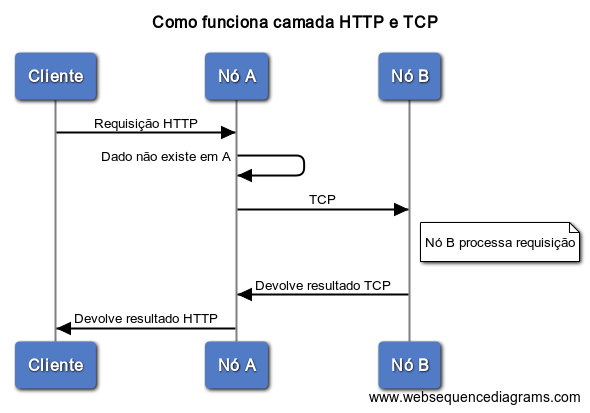 Como funciona camada HTTP e TCP
Cliente
Nó A
Nó B
Requisição HTTP
Dado não existe em A
TCP
Nó B processa requisição
Devolve resultado TCP
Devolve resultado HTTP
Cliente
Nó A
Nó B
www.websequencediagrams.com